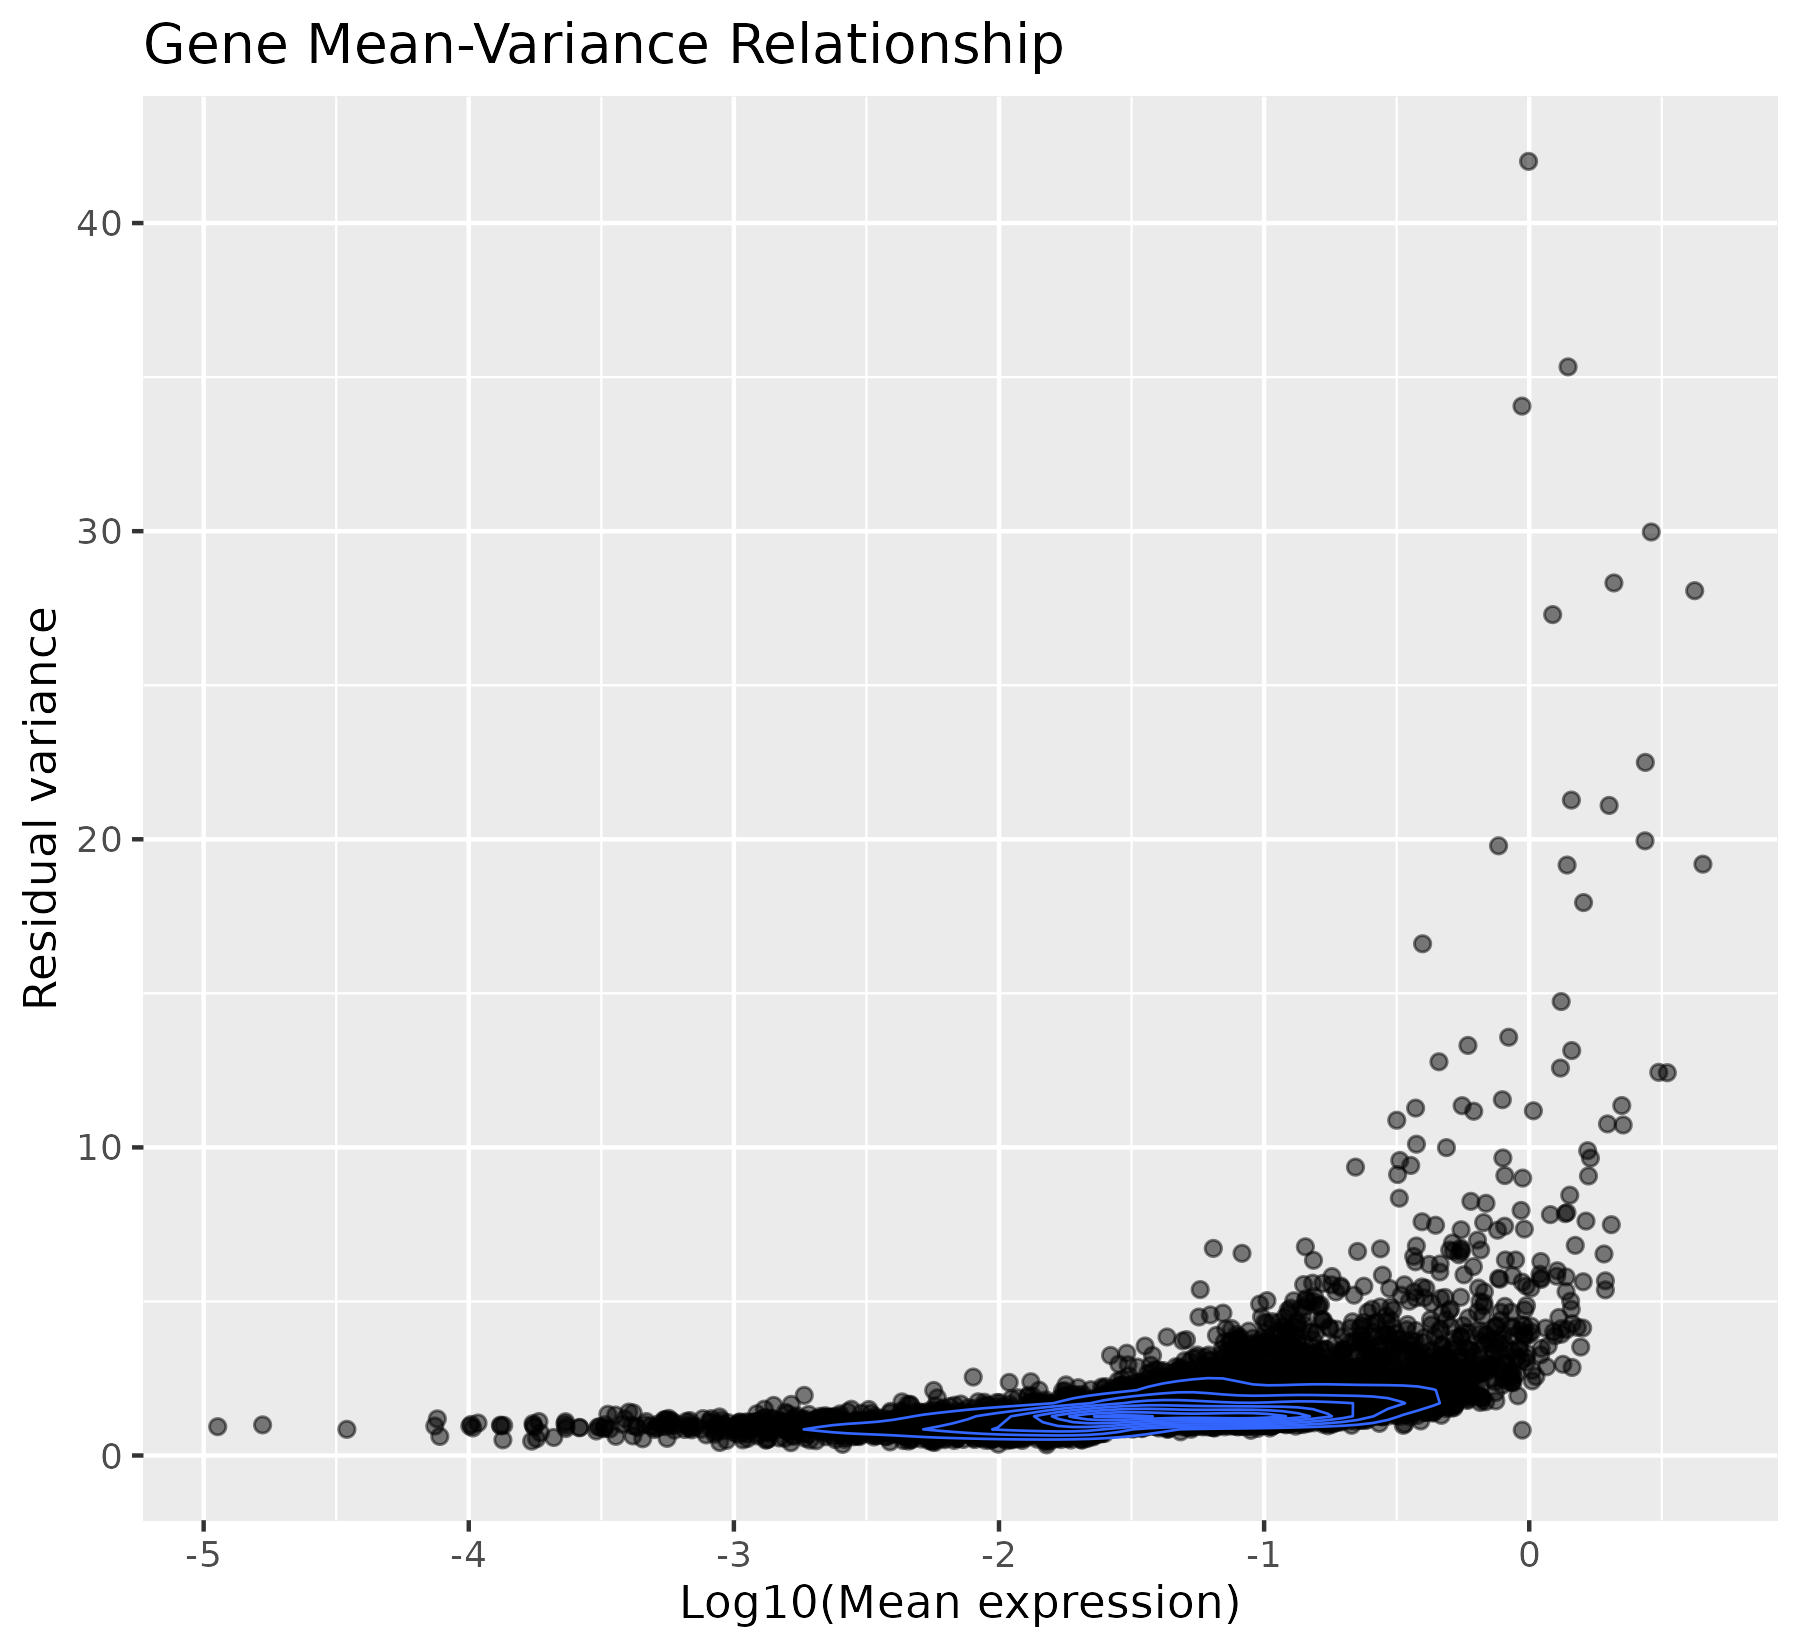 Gene Mean-Variance Relationship
Residual variance
40
30
20
10
0
-5 -4 -3 -2 -1 0
Log10(Mean expression)